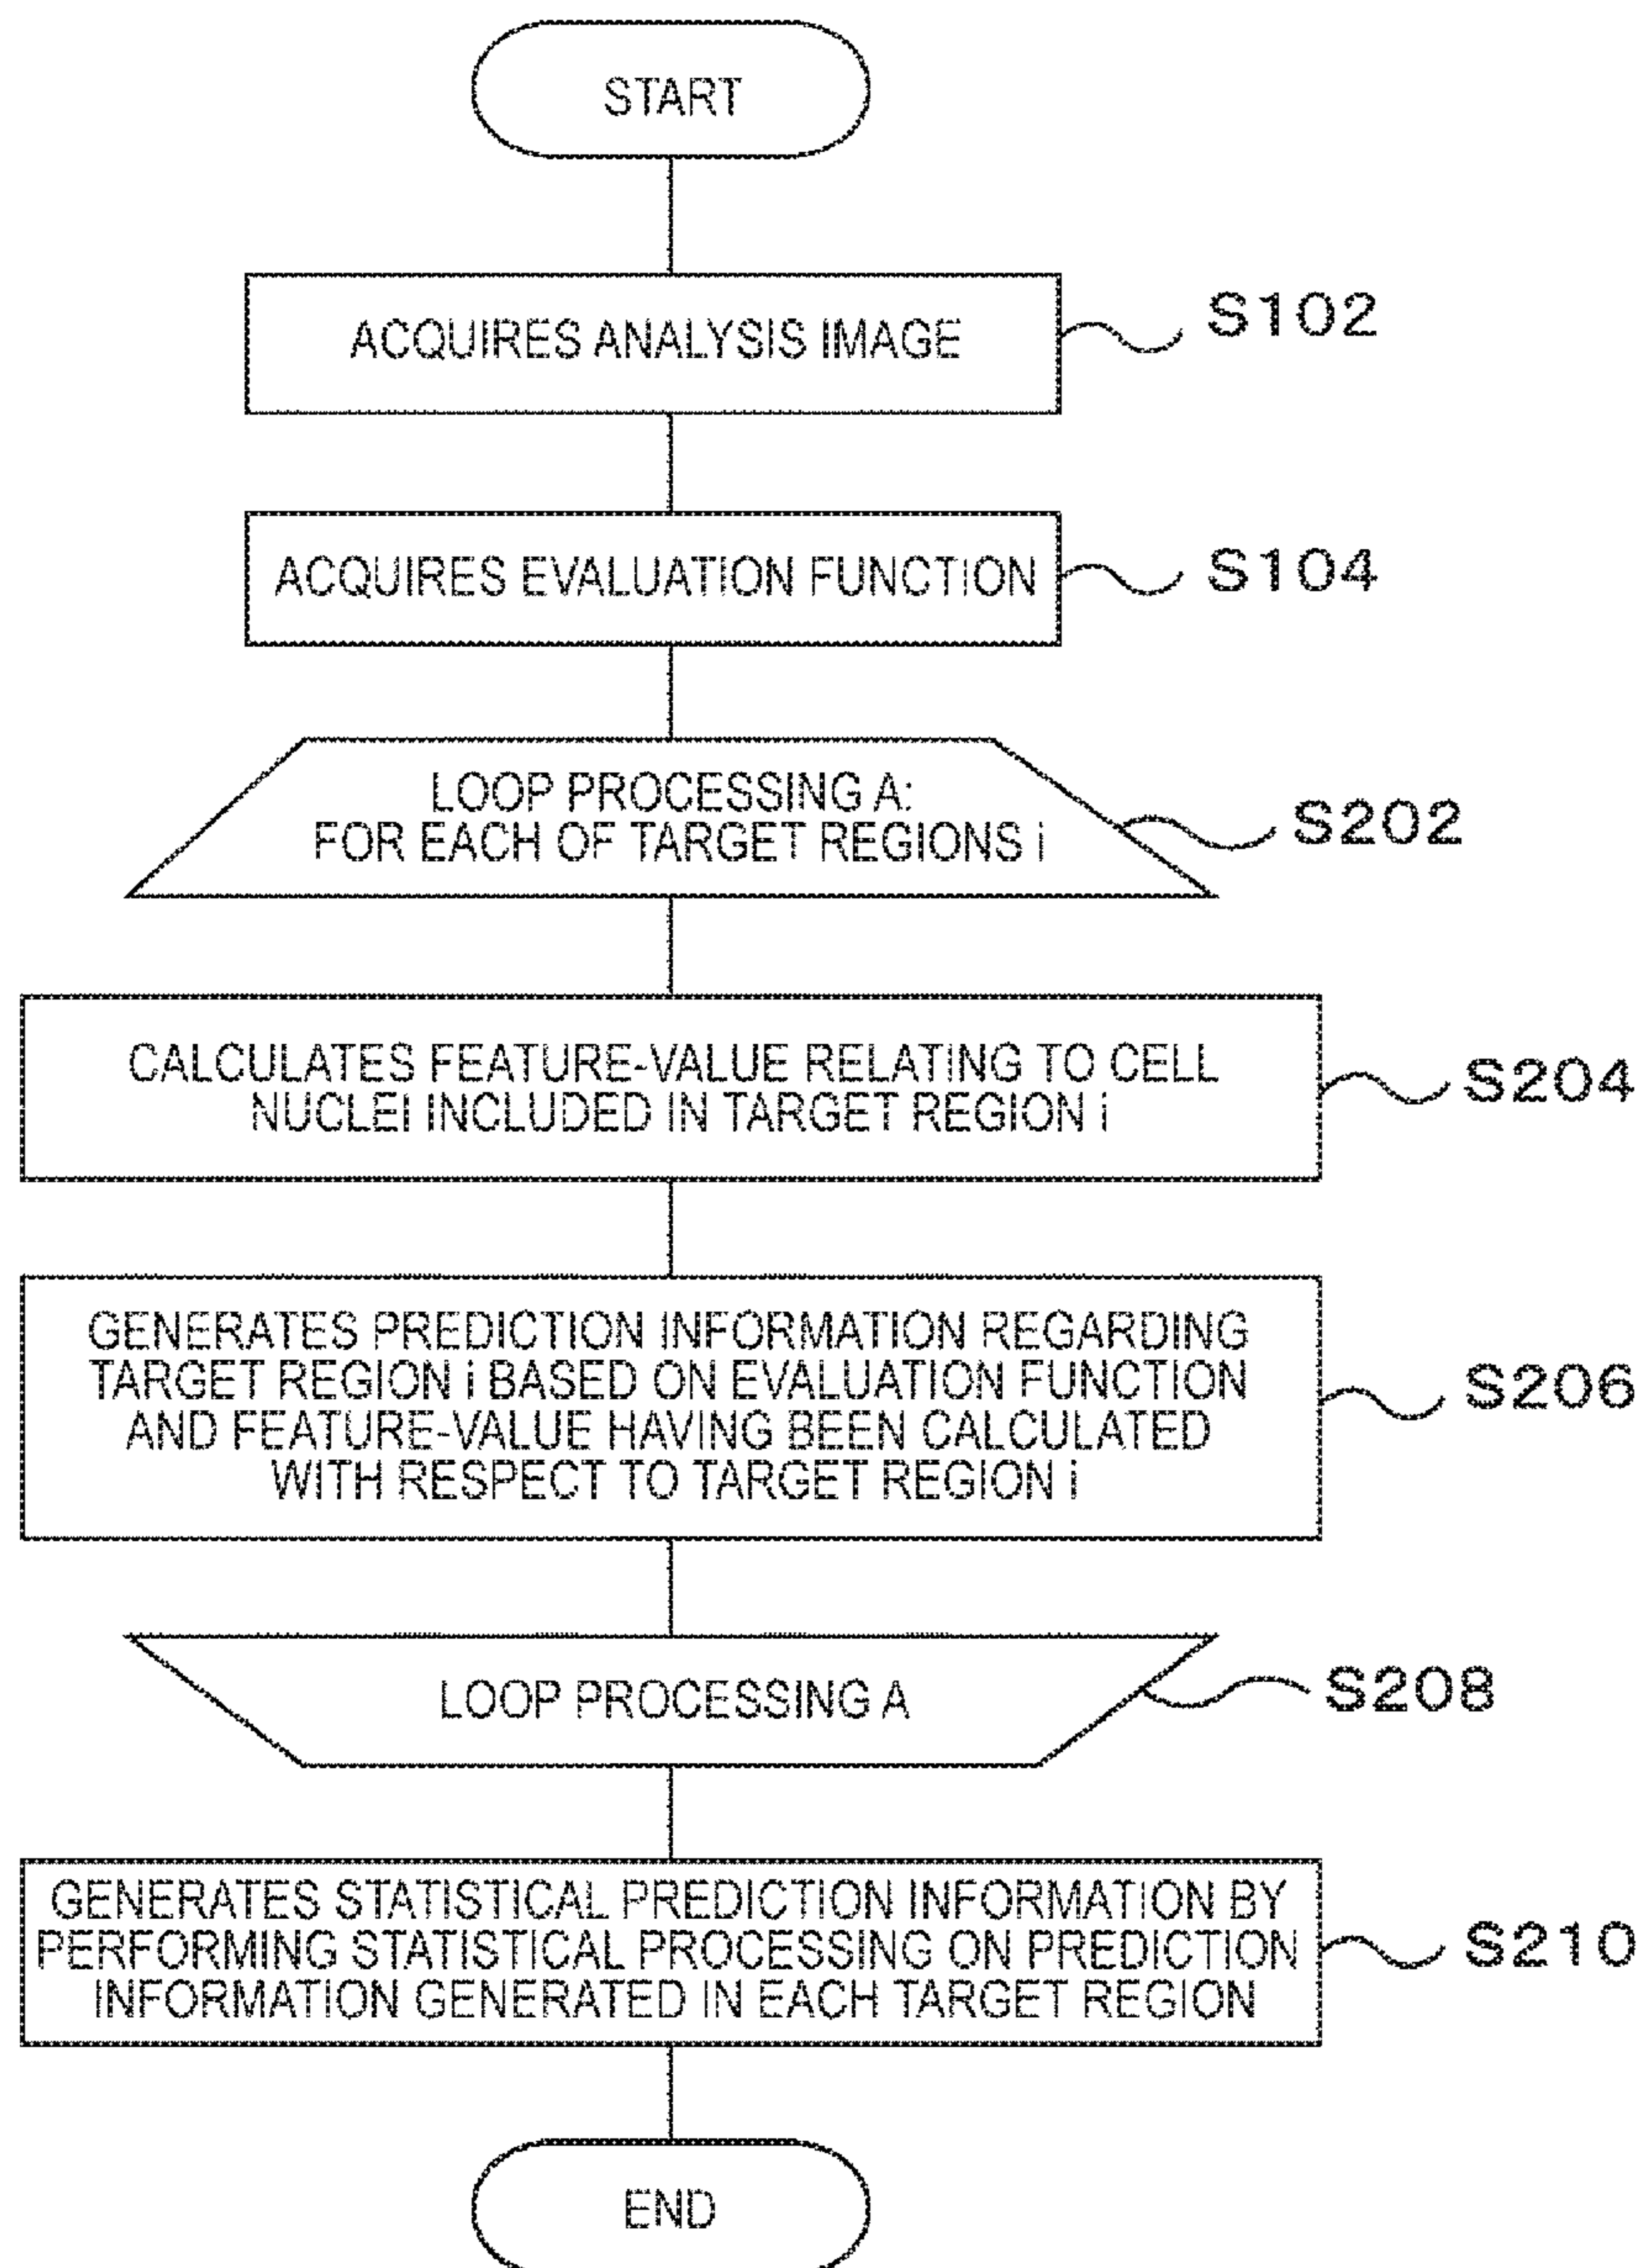 START
ACQUIRES ANALYSIS IMAGE
S102
ACQUIRES EVALUATION FUNCTION
S104
LOOP PROCESSING A:
FOR EACH OF TARGET REGIONS i
S202
CALCULATES FEATURE-VALUE RELATING TO CELL
NUCLEI INCLUDED IN TARGET REGION i
S204
GENERATES PREDICTION INFORMATION REGARDING
TARGET REGION i BASED ON EVALUATION FUNCTION
AND FEATURE-VALUE HAVING BEEN CALCULATED
WITH RESPECT TO TARGET REGION i
S206
LOOP PROCESSING A
S208
GENERATES STATISTICAL PREDICTION INFORMATION BY
PERFORMING STATISTICAL PROCESSING ON PREDICTION
INFORMATION GENERATED IN EACH TARGET REGION
S210
END